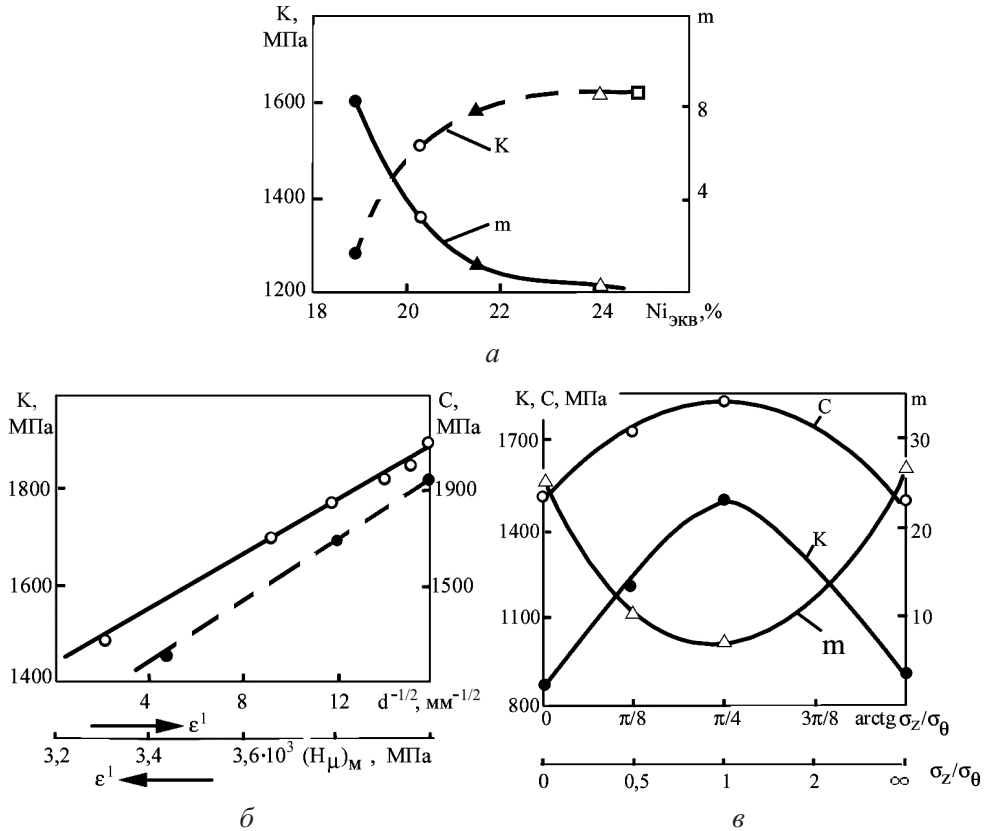 К,
МПа
m
1600
8
К
1400
4
m
1200
18
20
22
24
Niэкв,%
а
К,
МПа
С,
МПа
1800
1900
1600
1500
1400
4
8
12
d⁻¹/², мм⁻¹/²
ε¹
3,2
3,4
3,6·10³ (Hμ)м , МПа
ε¹
б
К, С, МПа
m
1700
С
30
1400
К
20
1100
m
10
800
0
π/8
π/4
3π/8
arctg σz/σθ
0
0,5
1
2
∞
σz/σθ
в